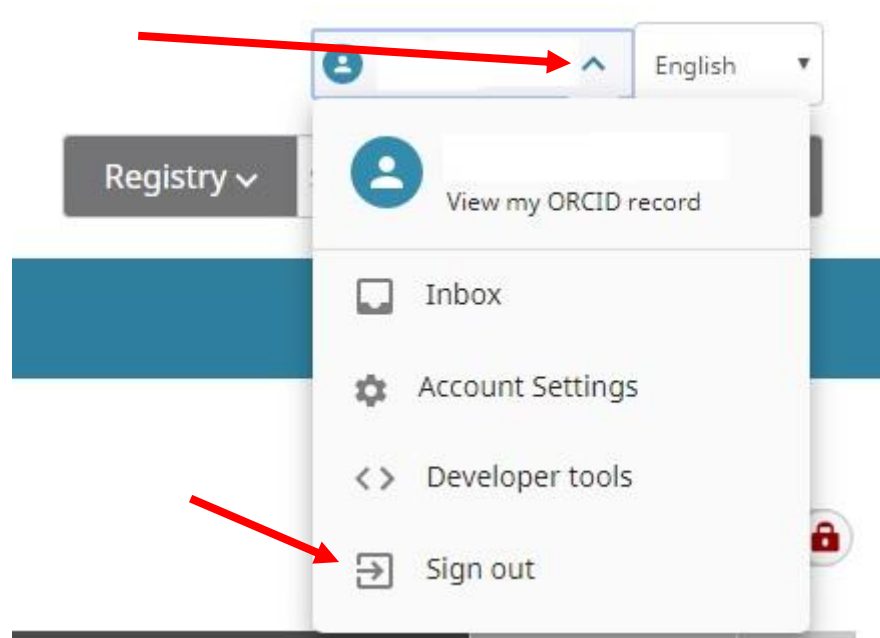 English
Registry
View my ORCID record
Inbox
Account Settings
Developer tools
Sign out